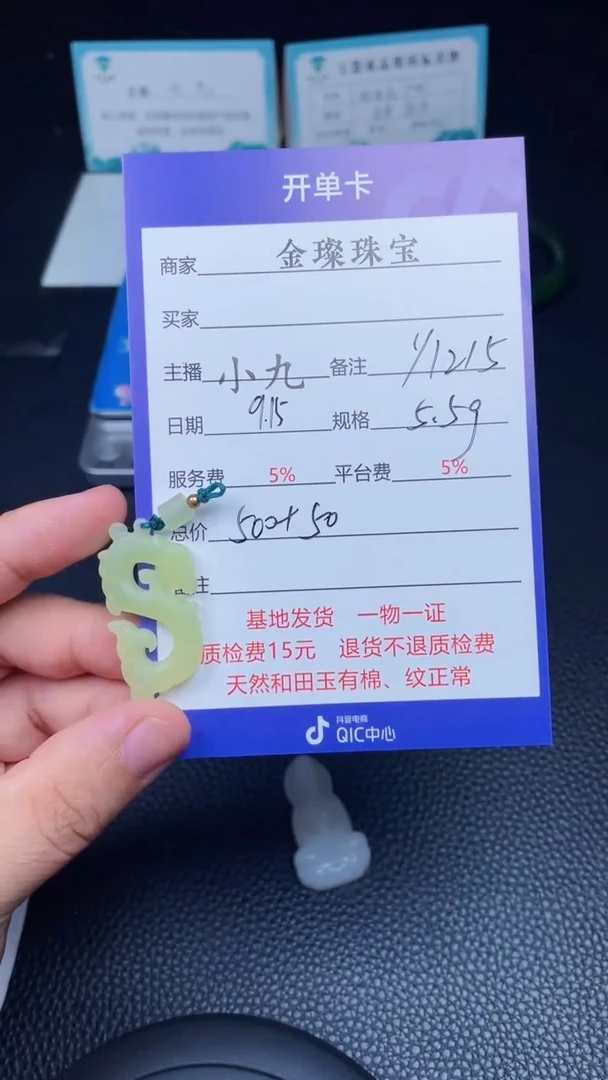 开单卡
商家 金璨珠宝
买家
主播 小九 备注 1/1215
日期 9.15 规格 5.5g
服务费 5% 平台费 5%
总价 500+50
注
基地发货 一物一证
质检费15元 退货不退质检费
天然和田玉有棉、纹正常
抖音电商
QIC中心